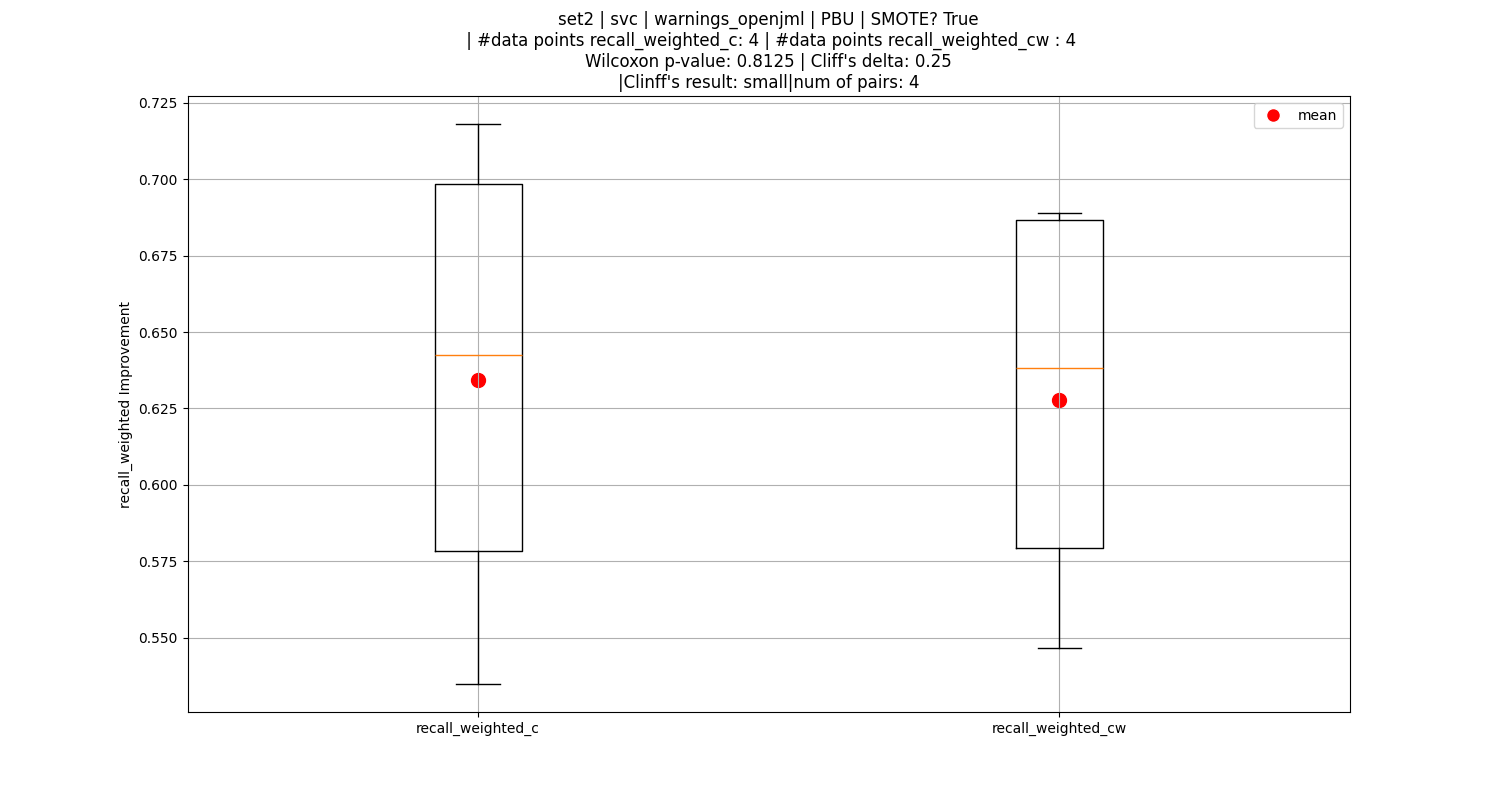 set2 | svc | warnings_openjml | PBU | SMOTE? True
| #data points recall_weighted_c: 4 | #data points recall_weighted_cw : 4
Wilcoxon p-value: 0.8125 | Cliff's delta: 0.25
|Clinff's result: small|num of pairs: 4
mean
recall_weighted Improvement
0.725
0.700
0.675
0.650
0.625
0.600
0.575
0.550
recall_weighted_c
recall_weighted_cw